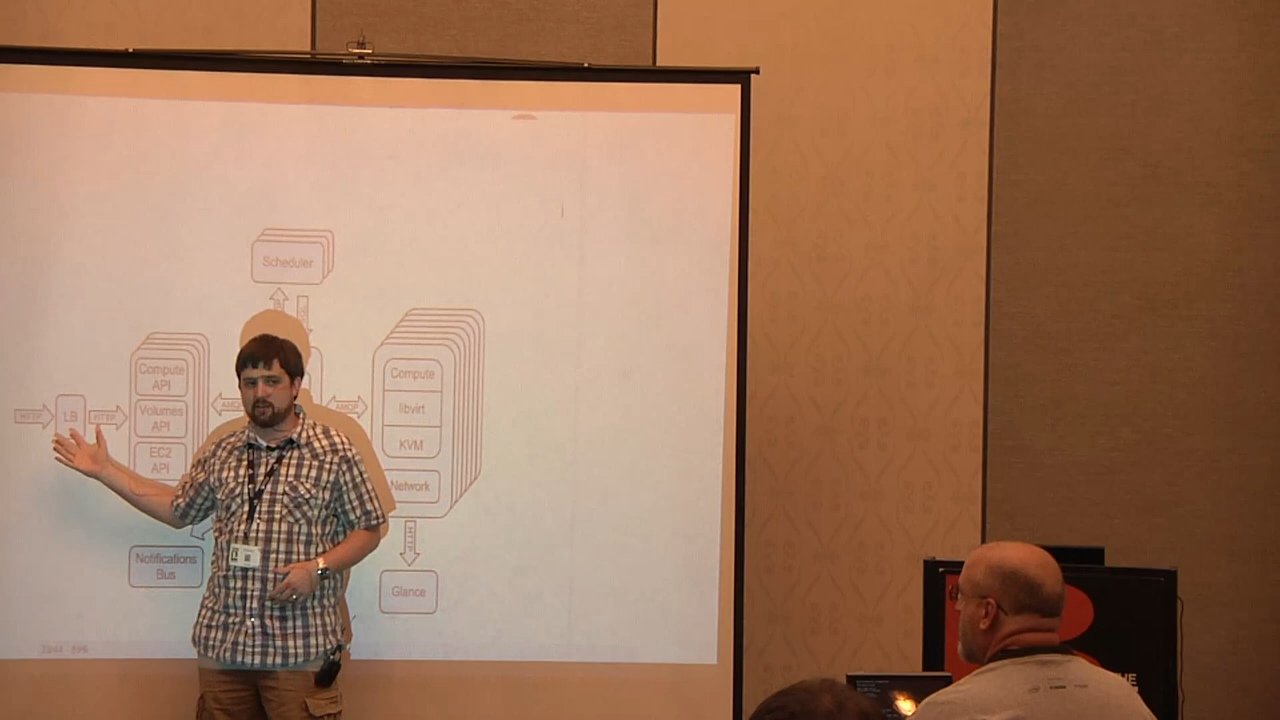 Scheduler
Compute
API
Volumes
API
EC2
API
HTTP
LB
HTTP
AMQP
Compute
libvirt
KVM
Network
HTTP
Notifications
Bus
Glance
THE